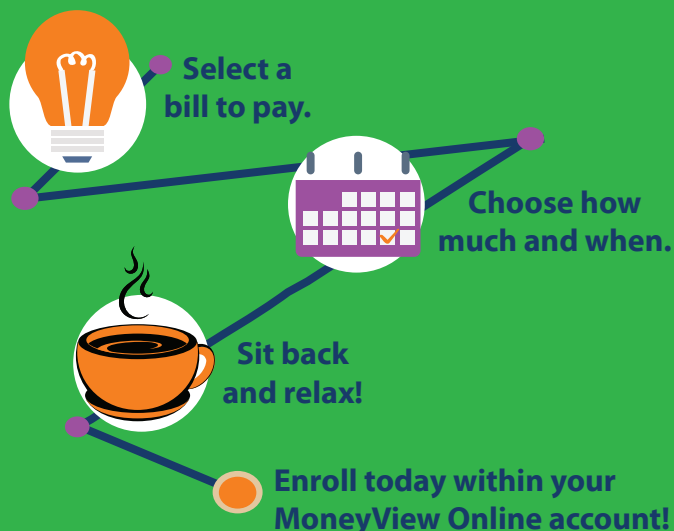 Select a
bill to pay.
Choose how
much and when.
Sit back
and relax!
Enroll today within your
MoneyView Online account!